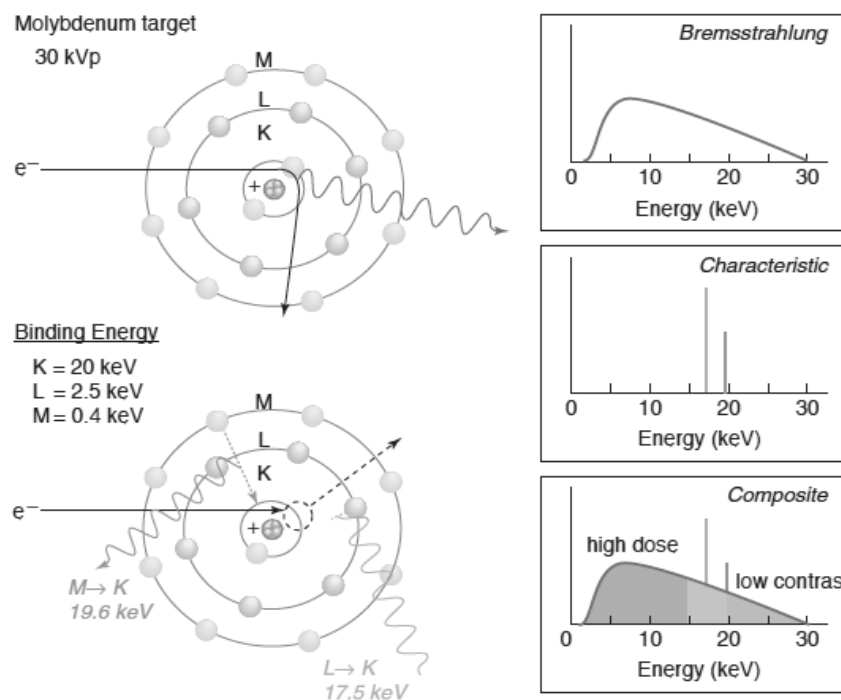 Molybdenum target
30 kVp
M
L
K
e–
+
Binding Energy
K = 20 keV
L = 2.5 keV
M = 0.4 keV
M
L
K
e–
+
M→ K
19.6 keV
L→ K
17.5 keV
Bremsstrahlung
0 10 20 30
Energy (keV)
Characteristic
0 10 20 30
Energy (keV)
Composite
high dose
low contras
0 10 20 30
Energy (keV)